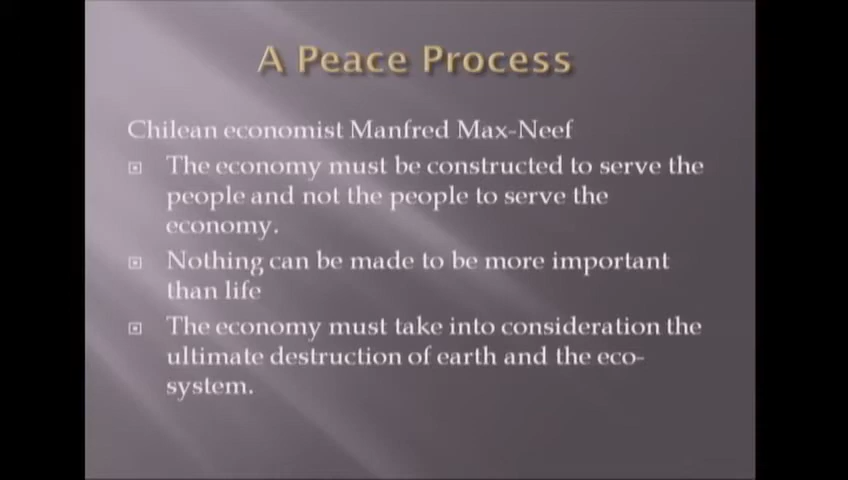 A Peace Process
Chilean economist Manfred Max-Neef
The economy must be constructed to serve the
people and not the people to serve the
economy.
Nothing can be made to be more important
than life
The economy must take into consideration the
ultimate destruction of earth and the eco-
system.